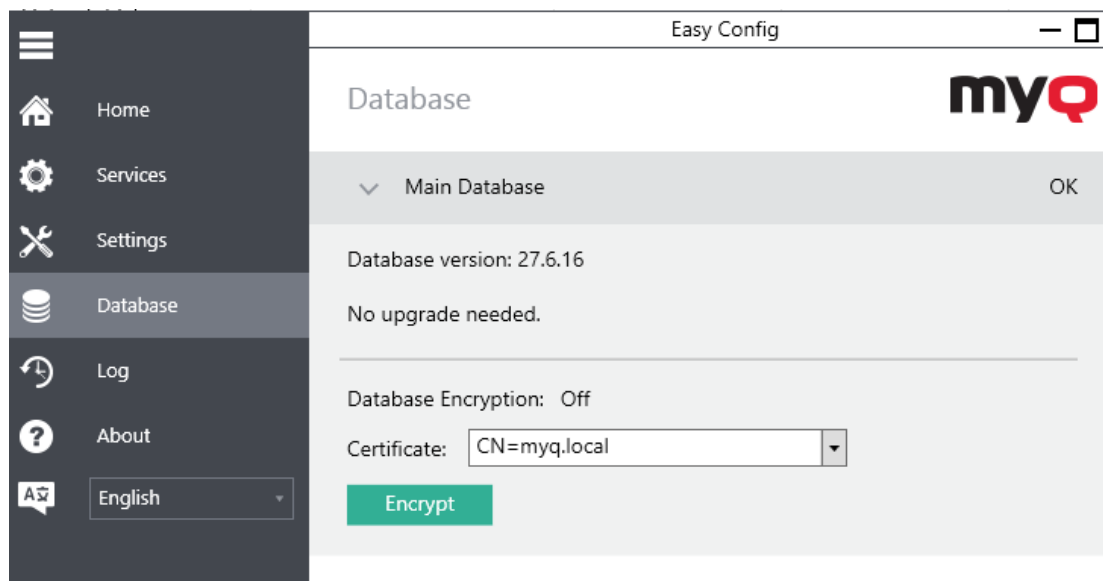 Easy Config
Home
Services
Settings
Database
Log
About
English
Database
myQ
Main Database
OK
Database version: 27.6.16
No upgrade needed.
Database Encryption: Off
Certificate: CN=myq.local
Encrypt